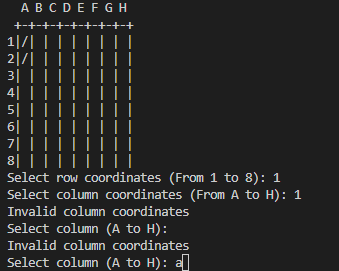 A B C D E F G H
+-+-+-+-+-+-+-+-+
1|/| | | | | | | |
2|/| | | | | | | |
3| | | | | | | | |
4| | | | | | | | |
5| | | | | | | | |
6| | | | | | | | |
7| | | | | | | | |
8| | | | | | | | |
Select row coordinates (From 1 to 8): 1
Select column coordinates (From A to H): 1
Invalid column coordinates
Select column (A to H):
Invalid column coordinates
Select column (A to H): a